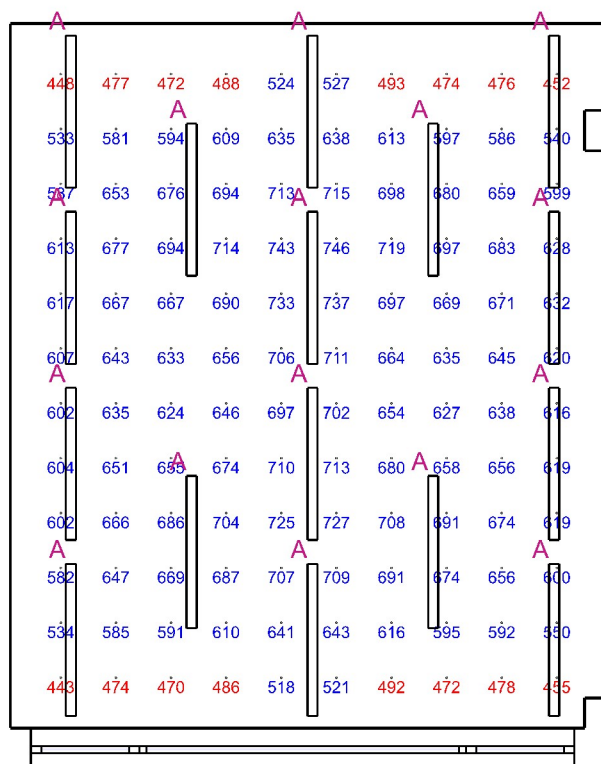 A A A
448 477 472 488 524 527 493 474 476 452
A A
533 581 594 609 635 638 613 597 586 540
587 653 676 694 713 715 698 680 659 599
A A A
613 677 694 714 743 746 719 697 683 628
617 667 667 690 733 737 697 669 671 632
607 643 633 656 706 711 664 635 645 620
A A A
602 635 624 646 697 702 654 627 638 616
A A
604 651 655 674 710 713 680 658 656 619
602 666 686 704 725 727 708 691 674 619
A A A
582 647 669 687 707 709 691 674 656 600
534 585 591 610 641 643 616 595 592 550
443 474 470 486 518 521 492 472 478 455